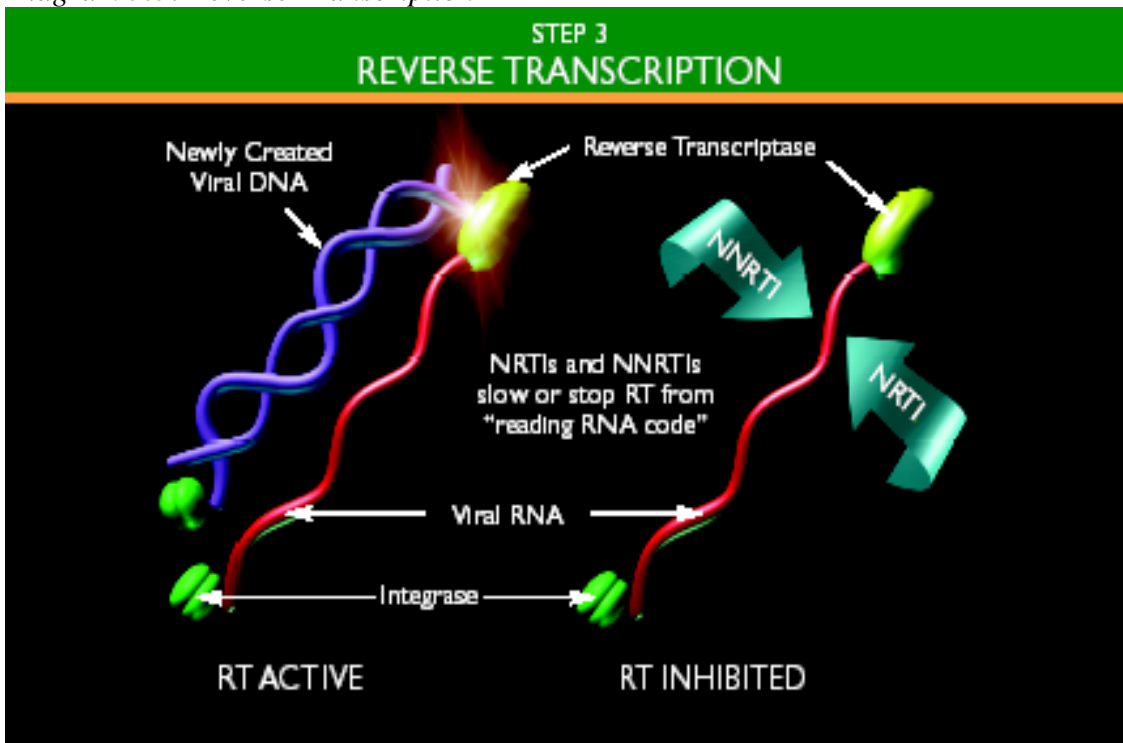 STEP 3
REVERSE TRANSCRIPTION
Newly Created
Viral DNA
Reverse Transcriptase
NNRTI
NRTIs and NNRTIs
slow or stop RT from
“reading RNA code”
NRTI
Viral RNA
Integrase
RT ACTIVE
RT INHIBITED